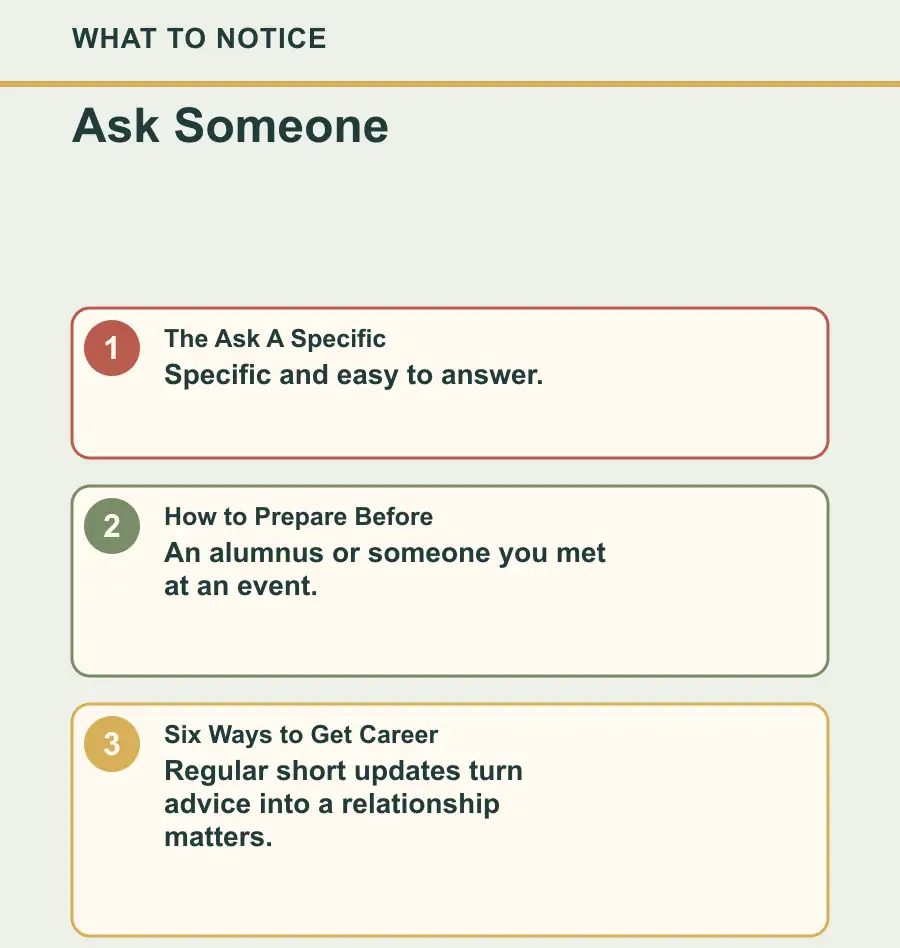 WHAT TO NOTICE
Ask Someone
1
The Ask A Specific
Specific and easy to answer.
2
How to Prepare Before
An alumnus or someone you met
at an event.
3
Six Ways to Get Career
Regular short updates turn
advice into a relationship
matters.